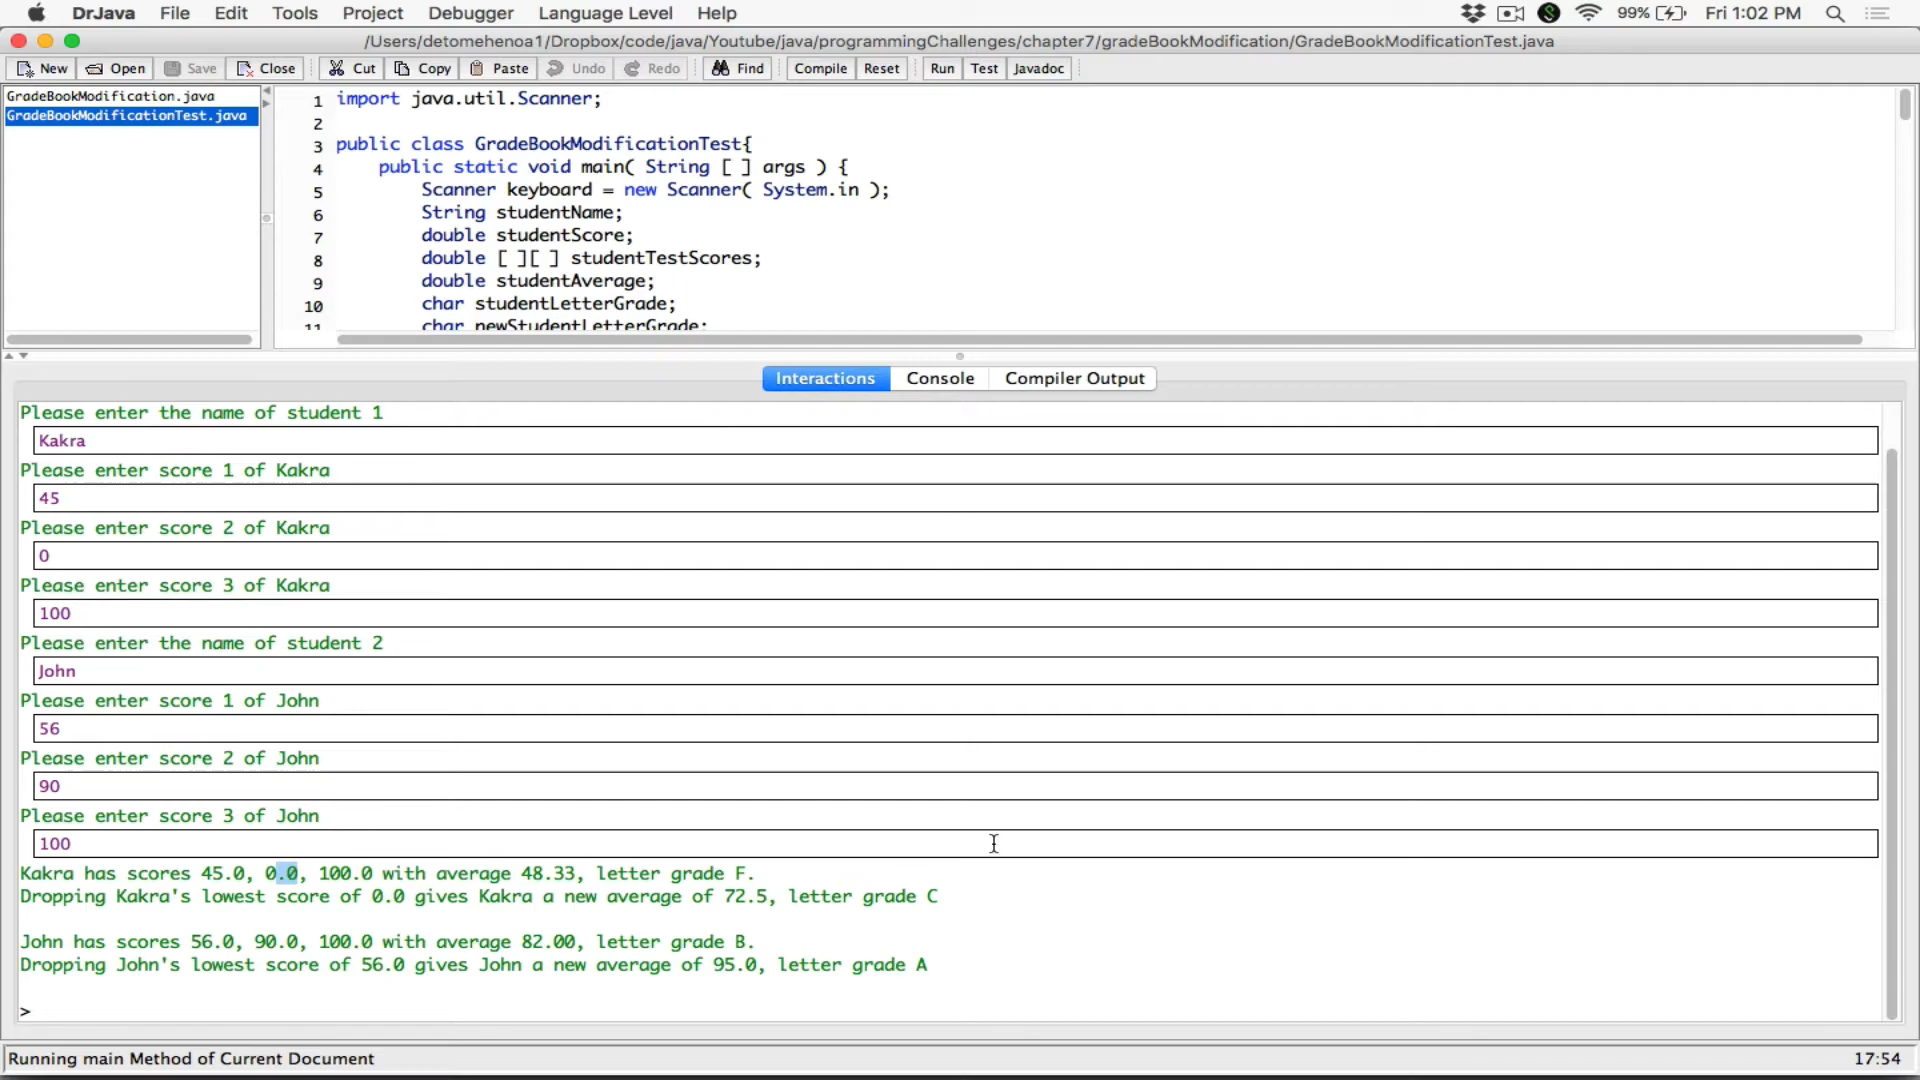 DrJava File Edit Tools Project Debugger Language Level Help 99% Fri 1:02 PM
/Users/detomehenoa1/Dropbox/code/java/Youtube/java/programmingChallenges/chapter7/gradeBookModification/GradeBookModificationTest.java
New Open Save Close Cut Copy Paste Undo Redo Find Compile Reset Run Test Javadoc
GradeBookModification.java
GradeBookModificationTest.java
1 import java.util.Scanner;
2
3 public class GradeBookModificationTest{
4 public static void main( String [ ] args ) {
5 Scanner keyboard = new Scanner( System.in );
6 String studentName;
7 double studentScore;
8 double [ ][ ] studentTestScores;
9 double studentAverage;
10 char studentLetterGrade;
11 char newStudentLetterGrade;
Interactions Console Compiler Output
Please enter the name of student 1
Kakra
Please enter score 1 of Kakra
45
Please enter score 2 of Kakra
0
Please enter score 3 of Kakra
100
Please enter the name of student 2
John
Please enter score 1 of John
56
Please enter score 2 of John
90
Please enter score 3 of John
100
Kakra has scores 45.0, 0.0, 100.0 with average 48.33, letter grade F.
Dropping Kakra's lowest score of 0.0 gives Kakra a new average of 72.5, letter grade C
John has scores 56.0, 90.0, 100.0 with average 82.00, letter grade B.
Dropping John's lowest score of 56.0 gives John a new average of 95.0, letter grade A
>
Running main Method of Current Document 17:54